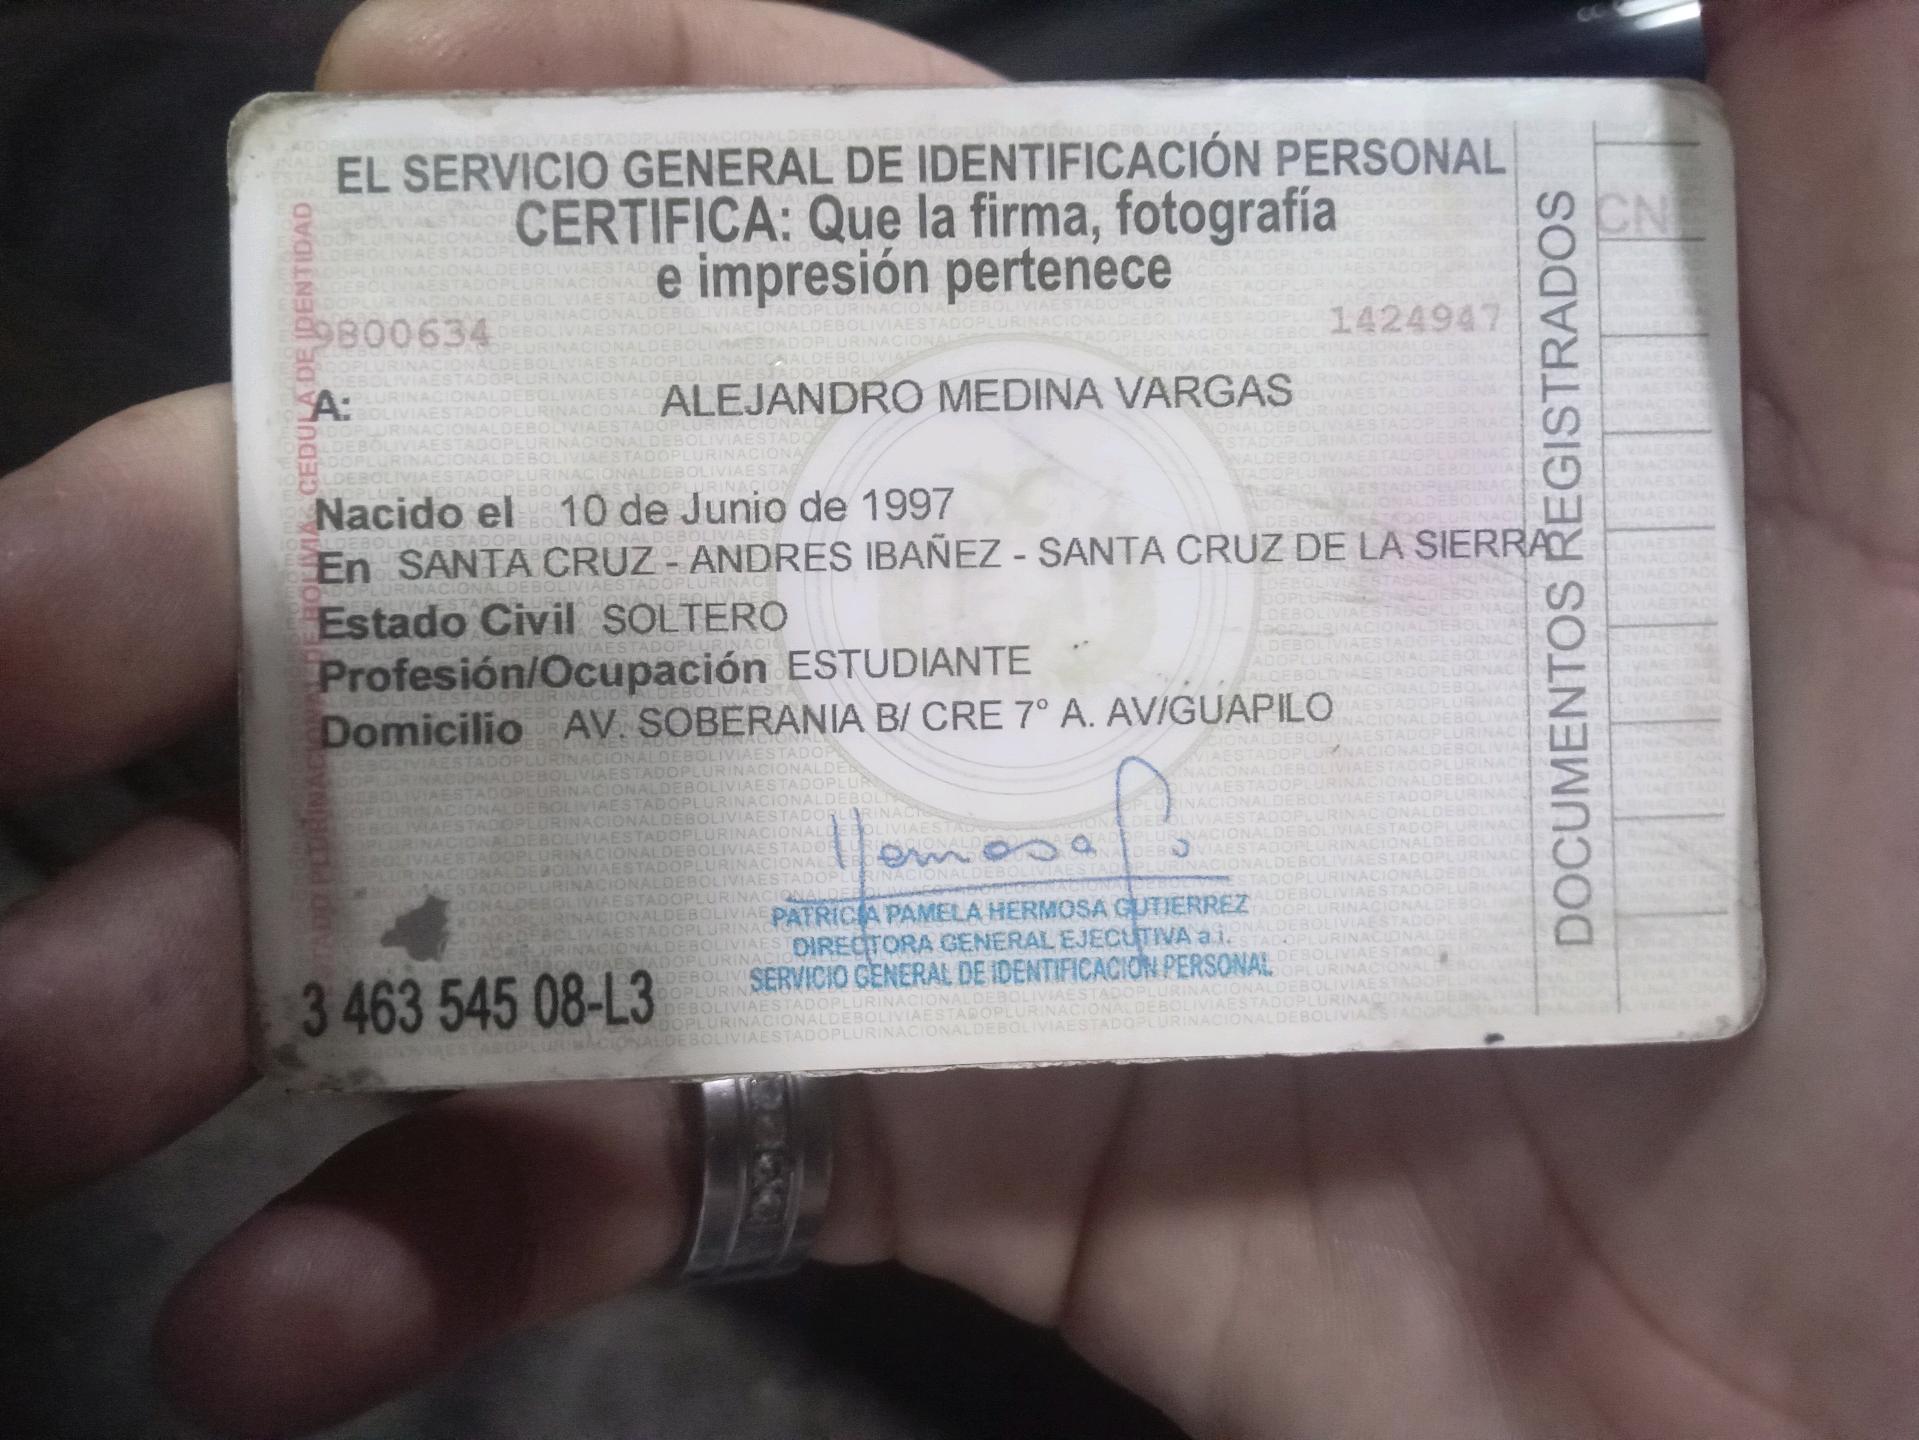 EL SERVICIO GENERAL DE IDENTIFICACIÓN PERSONAL
CERTIFICA: Que la firma, fotografía
e impresión pertenece
9800634
1424947
A: ALEJANDRO MEDINA VARGAS
Nacido el 10 de Junio de 1997
En SANTA CRUZ - ANDRES IBAÑEZ - SANTA CRUZ DE LA SIERRA
Estado Civil SOLTERO
Profesión/Ocupación ESTUDIANTE
Domicilio AV. SOBERANIA B/ CRE 7° A. AV/GUAPILO
Hermosa
PATRICIA PAMELA HERMOSA GUTIERREZ
DIRECTORA GENERAL EJECUTIVA a.i.
SERVICIO GENERAL DE IDENTIFICACIÓN PERSONAL
3 463 545 08-L3
ESTADO PLURINACIONAL DE BOLIVIA CEDULA DE IDENTIDAD
DOCUMENTOS REGISTRADOS
CN